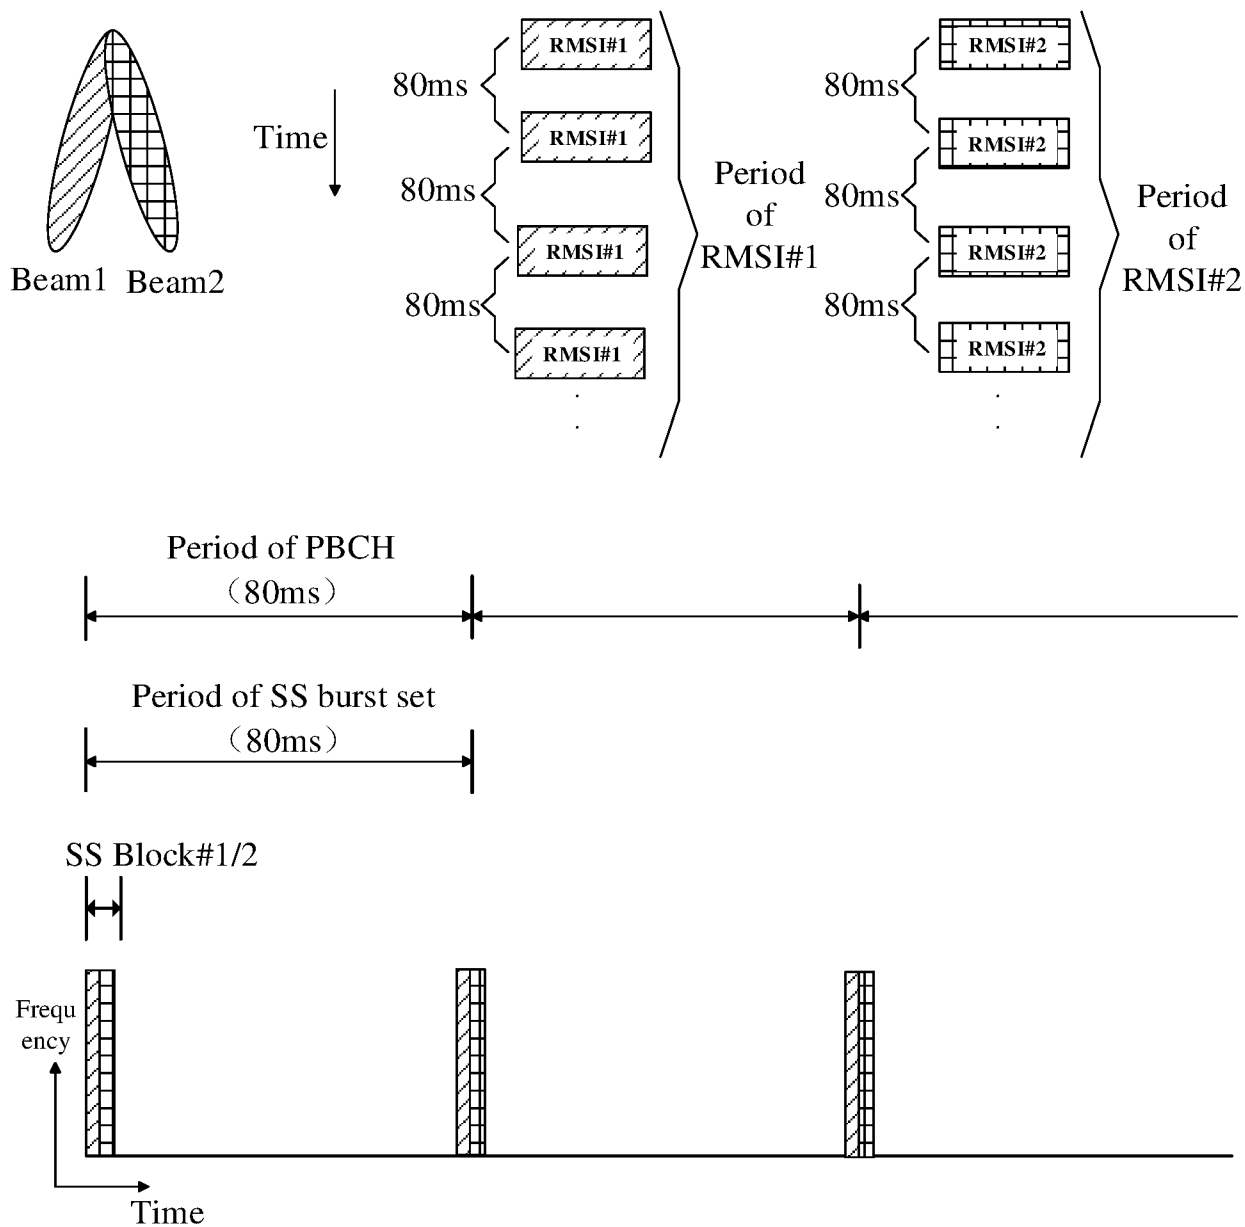 Beam1
Beam2
Time
80ms
80ms
80ms
RMSI#1
RMSI#1
RMSI#1
RMSI#1
Period
of
RMSI#1
80ms
80ms
80ms
RMSI#2
RMSI#2
RMSI#2
RMSI#2
Period
of
RMSI#2
Period of PBCH
（80ms）
Period of SS burst set
（80ms）
SS Block#1/2
Frequ
ency
Time